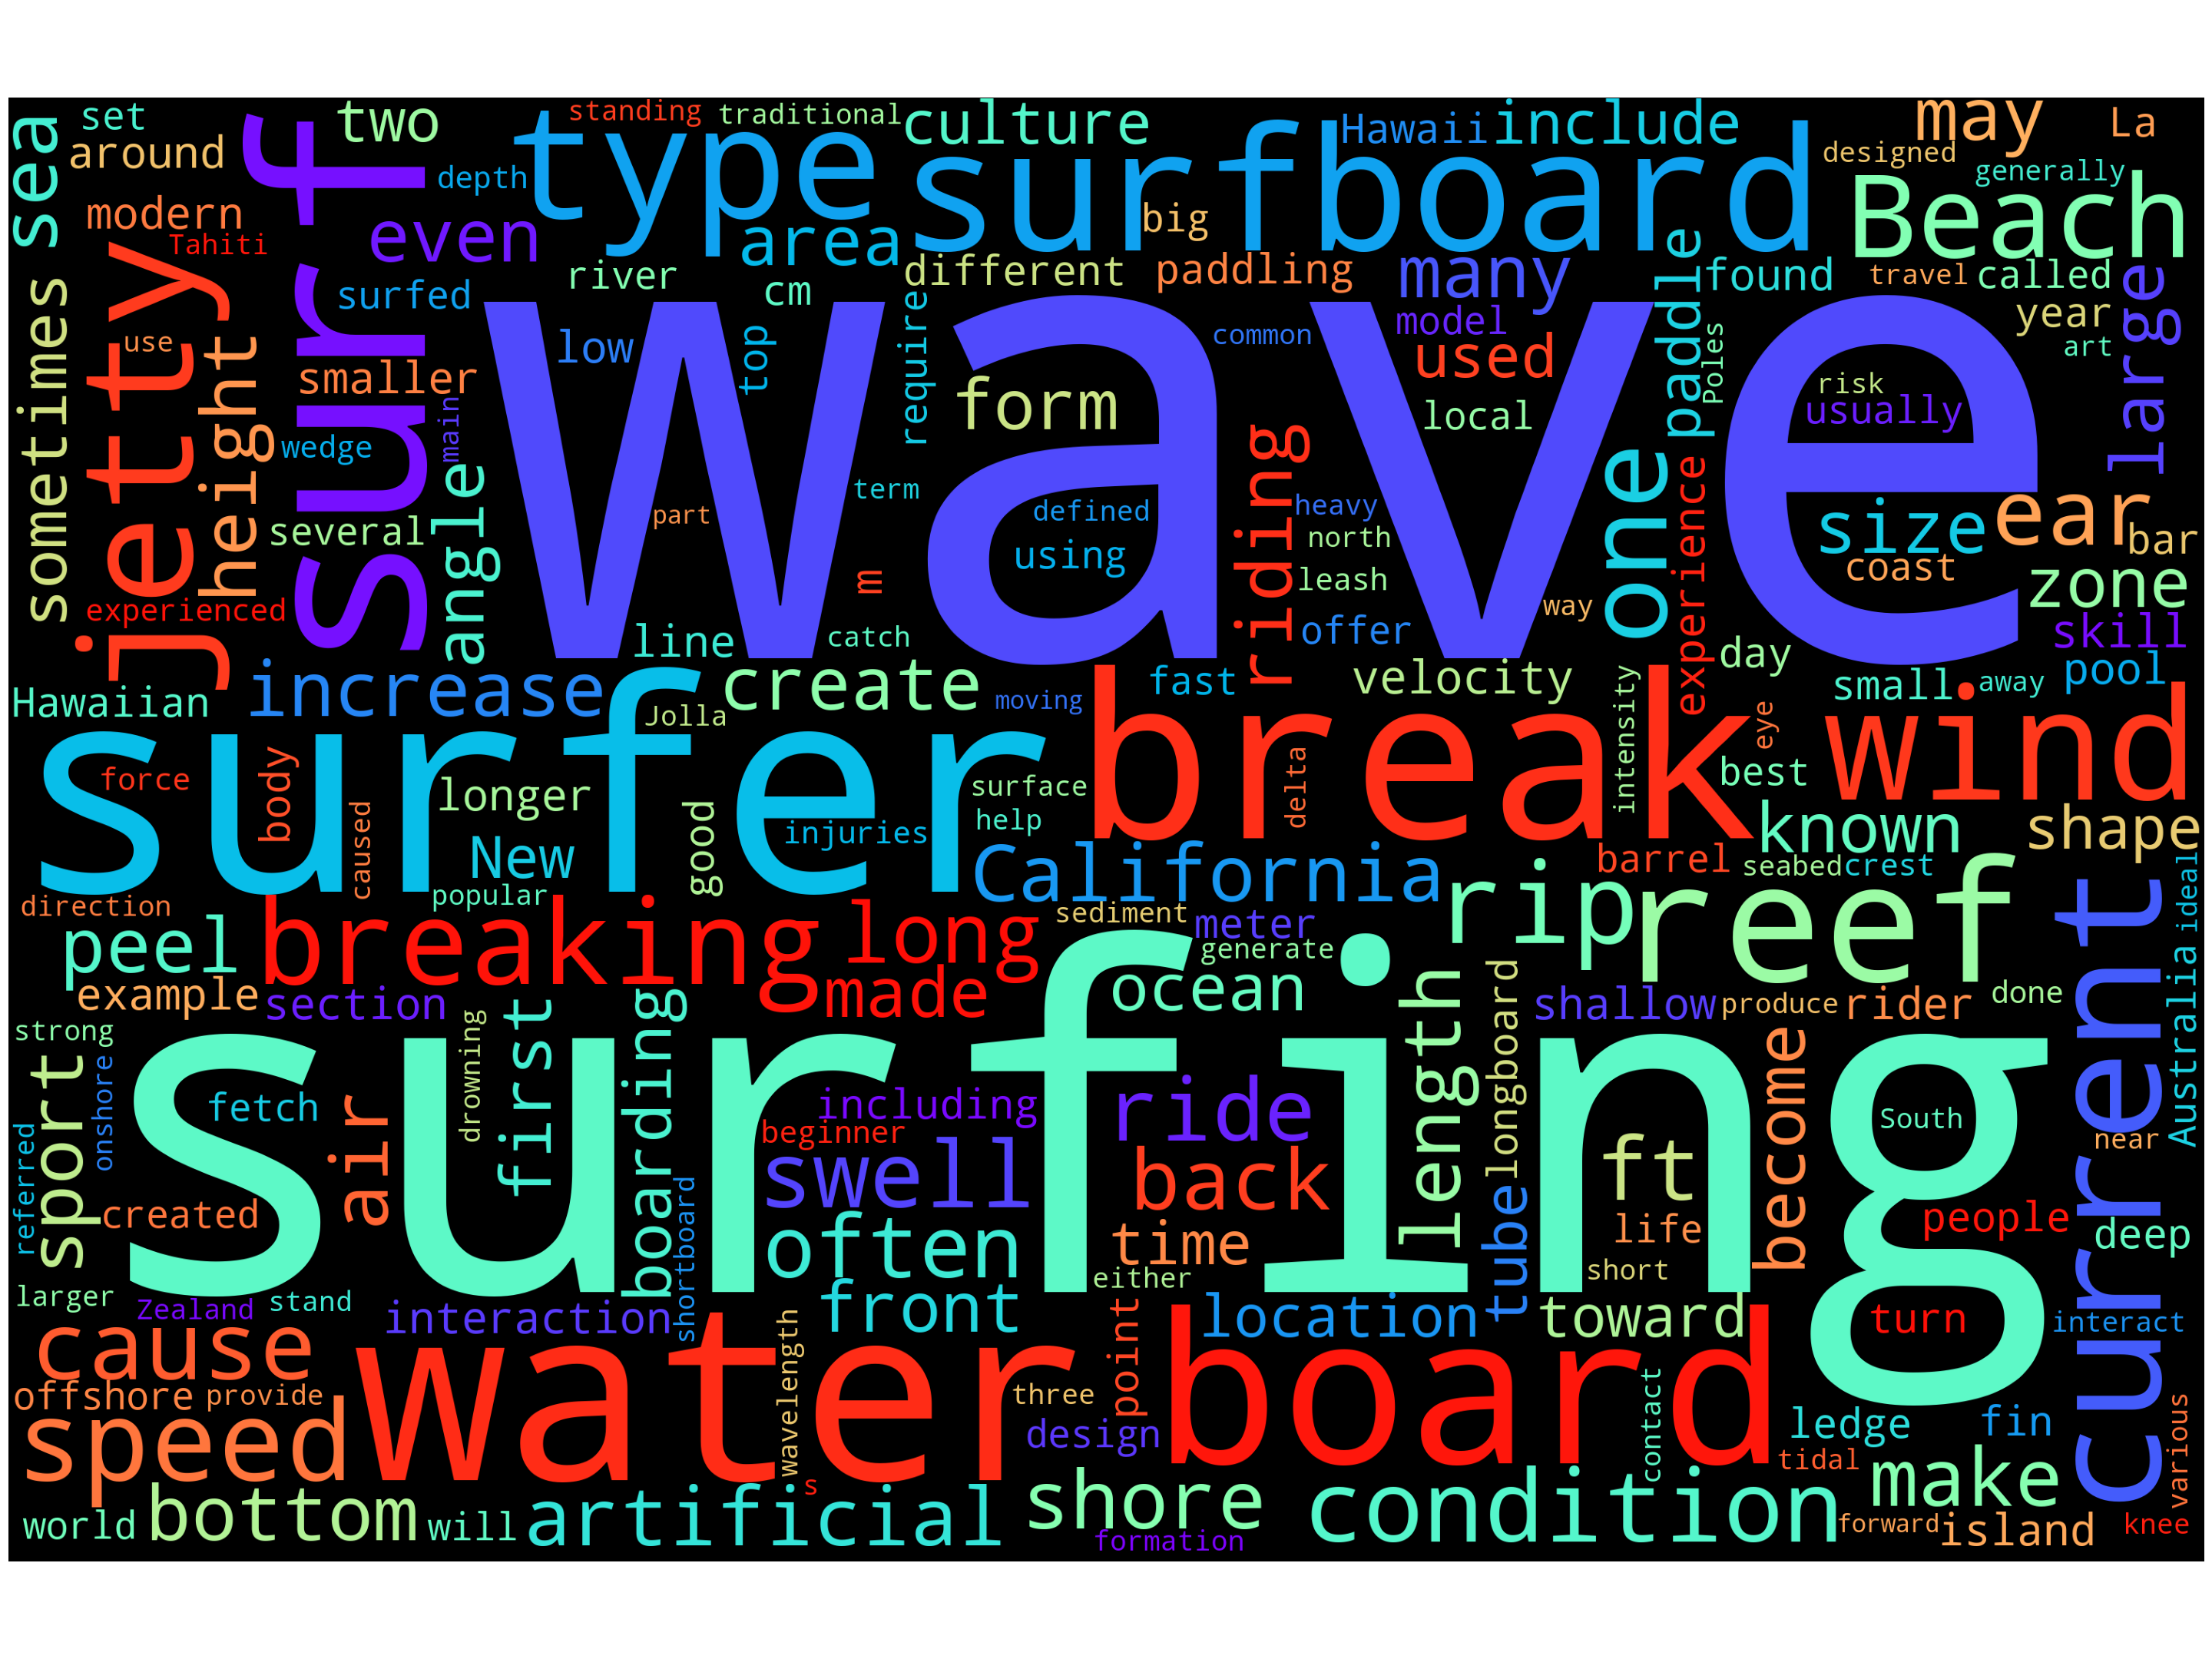 set
two
standing
traditional
culture
Hawaii
include
may
La
around
sea
surf
type
surfboard
designed
generally
depth
modern
Tahiti
even
area
big
Beach
river
different
paddling
many
paddle
found
travel
called
surfed
cm
jetty
sometimes
use
height
smaller
low
top
require
common
model
used
year
art
large
Poles
wave
form
local
risk
usually
wedge
main
angle
several
term
part
defined
using
riding
heavy
north
leash
one
experience
size
ear
bar
coast
zone
experienced
m
line
catch
offer
way
skill
Hawaiian
increase
create
Jolla
moving
fast
velocity
day
small
away
pool
surfer
break
wind
intensity
eye
best
force
body
caused
longer
good
surface
help
injuries
delta
known
shape
New
popular
California
barrel
seabed
crest
ideal
direction
peel
breaking
long
sediment
meter
generate
rip
reef
current
example
section
made
ocean
length
longboard
shallow
produce
rider
done
Australia
strong
onshore
sport
fetch
drowning
first
boarding
surfing
including
beginner
ride
become
South
near
referred
air
created
swell
back
ft
life
people
deep
often
time
tube
short
either
larger
Zealand
stand
interaction
shortboard
front
location
toward
turn
interact
cause
water
wavelength
point
board
offshore
provide
three
design
contact
ledge
fin
speed
s
tidal
make
various
world
bottom
will
artificial
shore
formation
condition
forward
island
knee